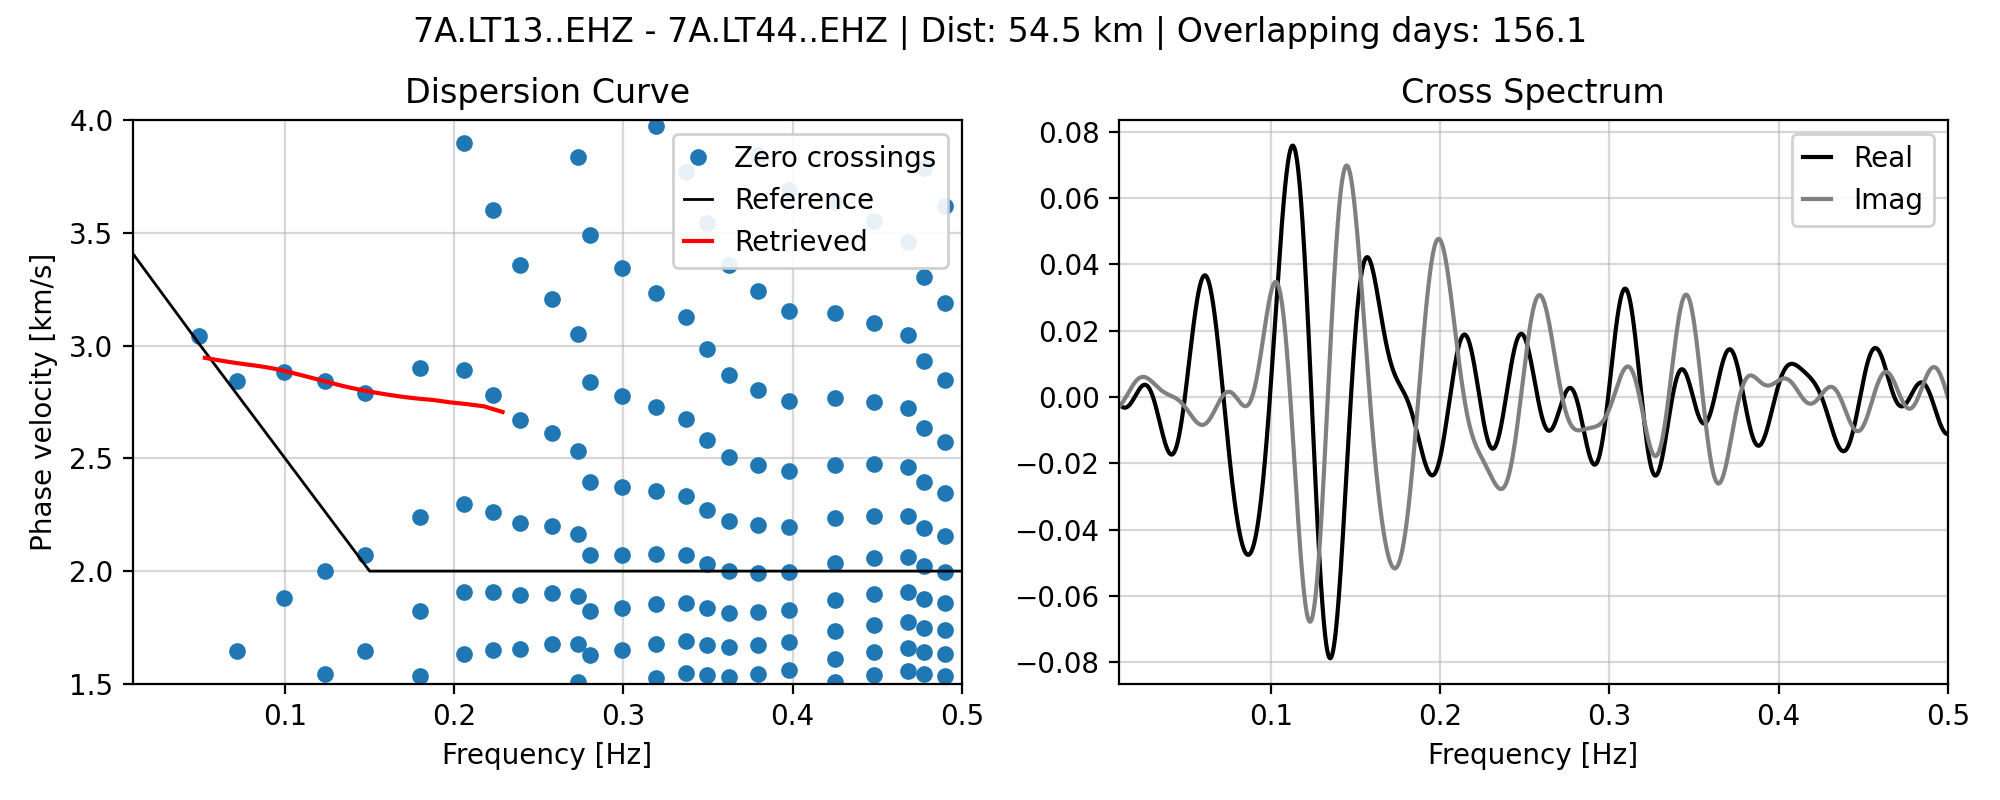 7A.LT13..EHZ - 7A.LT44..EHZ | Dist: 54.5 km | Overlapping days: 156.1
Dispersion Curve
Phase velocity [km/s]
4.0
3.5
3.0
2.5
2.0
1.5
0.1
0.2
0.3
0.4
0.5
Frequency [Hz]
Zero crossings
Reference
Retrieved
Cross Spectrum
0.08
0.06
0.04
0.02
0.00
−0.02
−0.04
−0.06
−0.08
0.1
0.2
0.3
0.4
0.5
Frequency [Hz]
Real
Imag